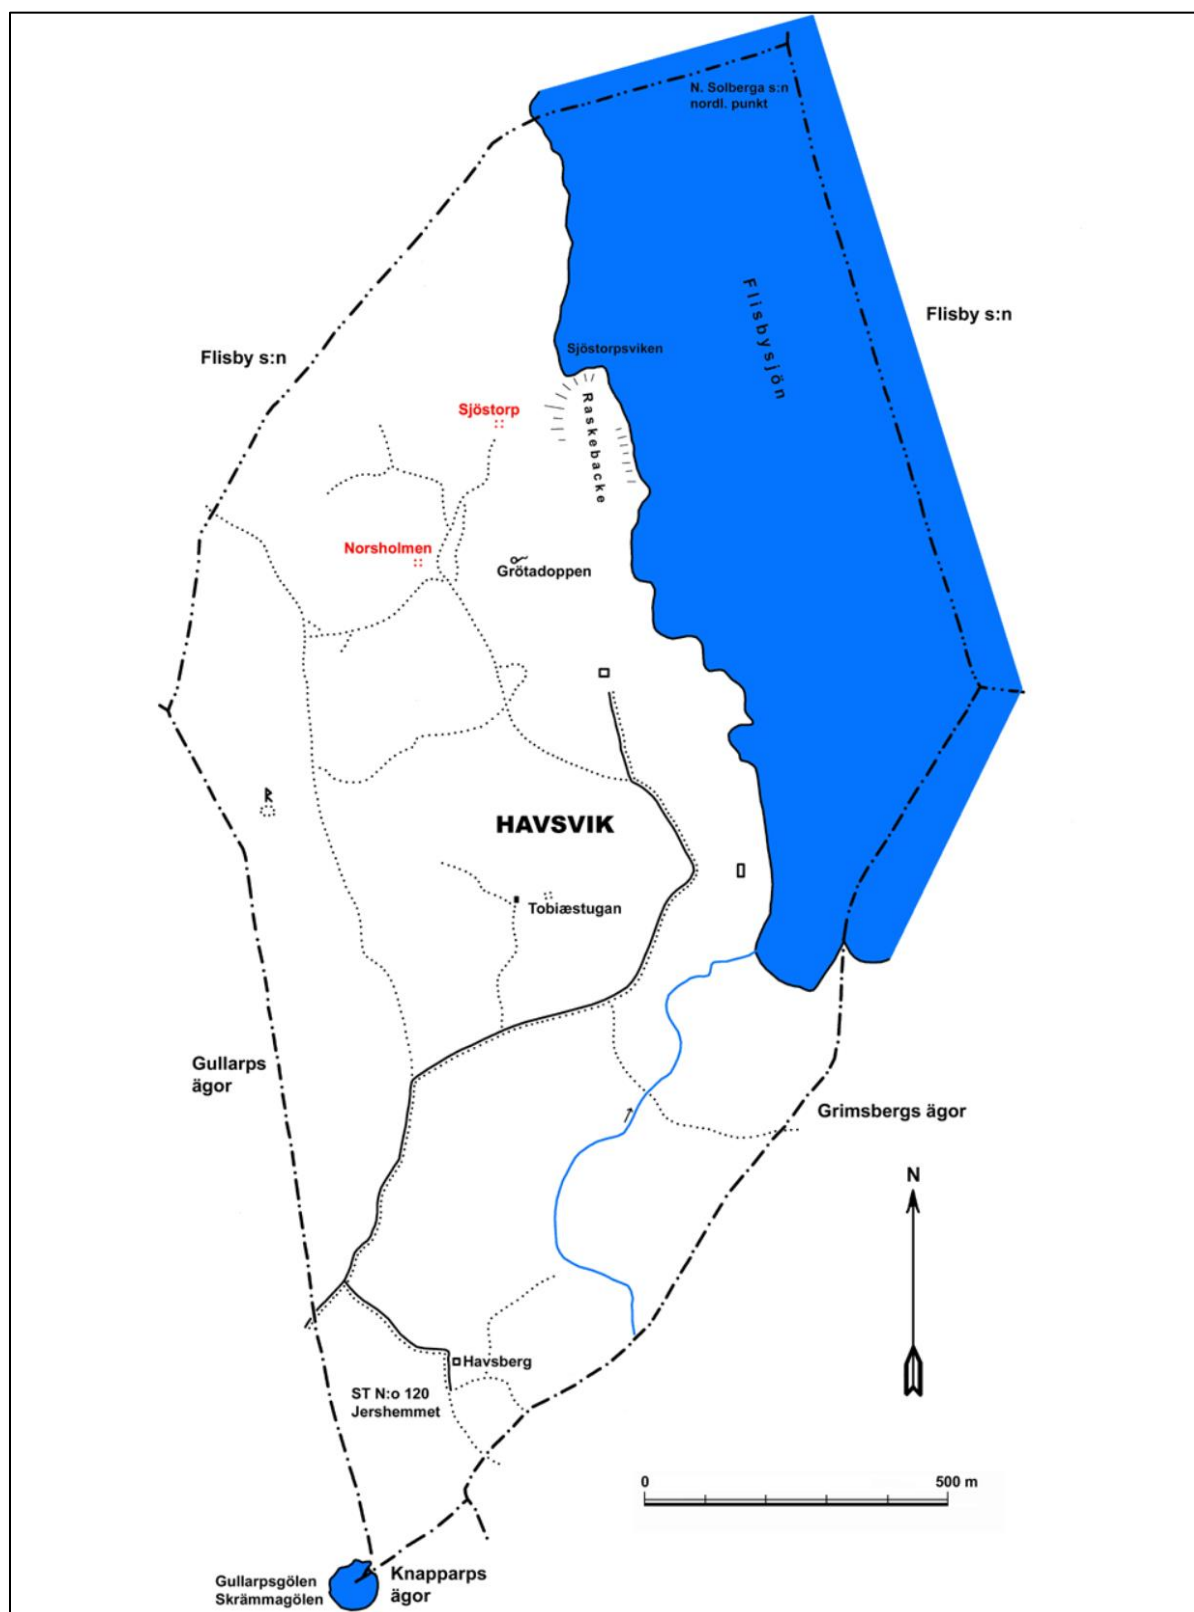 N. Solberga s:n
nordl. punkt
Flisbysjön
Flisby s:n
Flisby s:n
Sjöstorpsviken
Raskebacke
Sjöstorp
Norsholmen
Grötadoppen
R
HAVSVIK
Tobiæstugan
Gullarps
ägor
Grimsbergs ägor
N
Havsberg
ST N:o 120
Jershemmet
0 500 m
Gullarpsgölen
Skrämmagölen
Knapparps
ägor